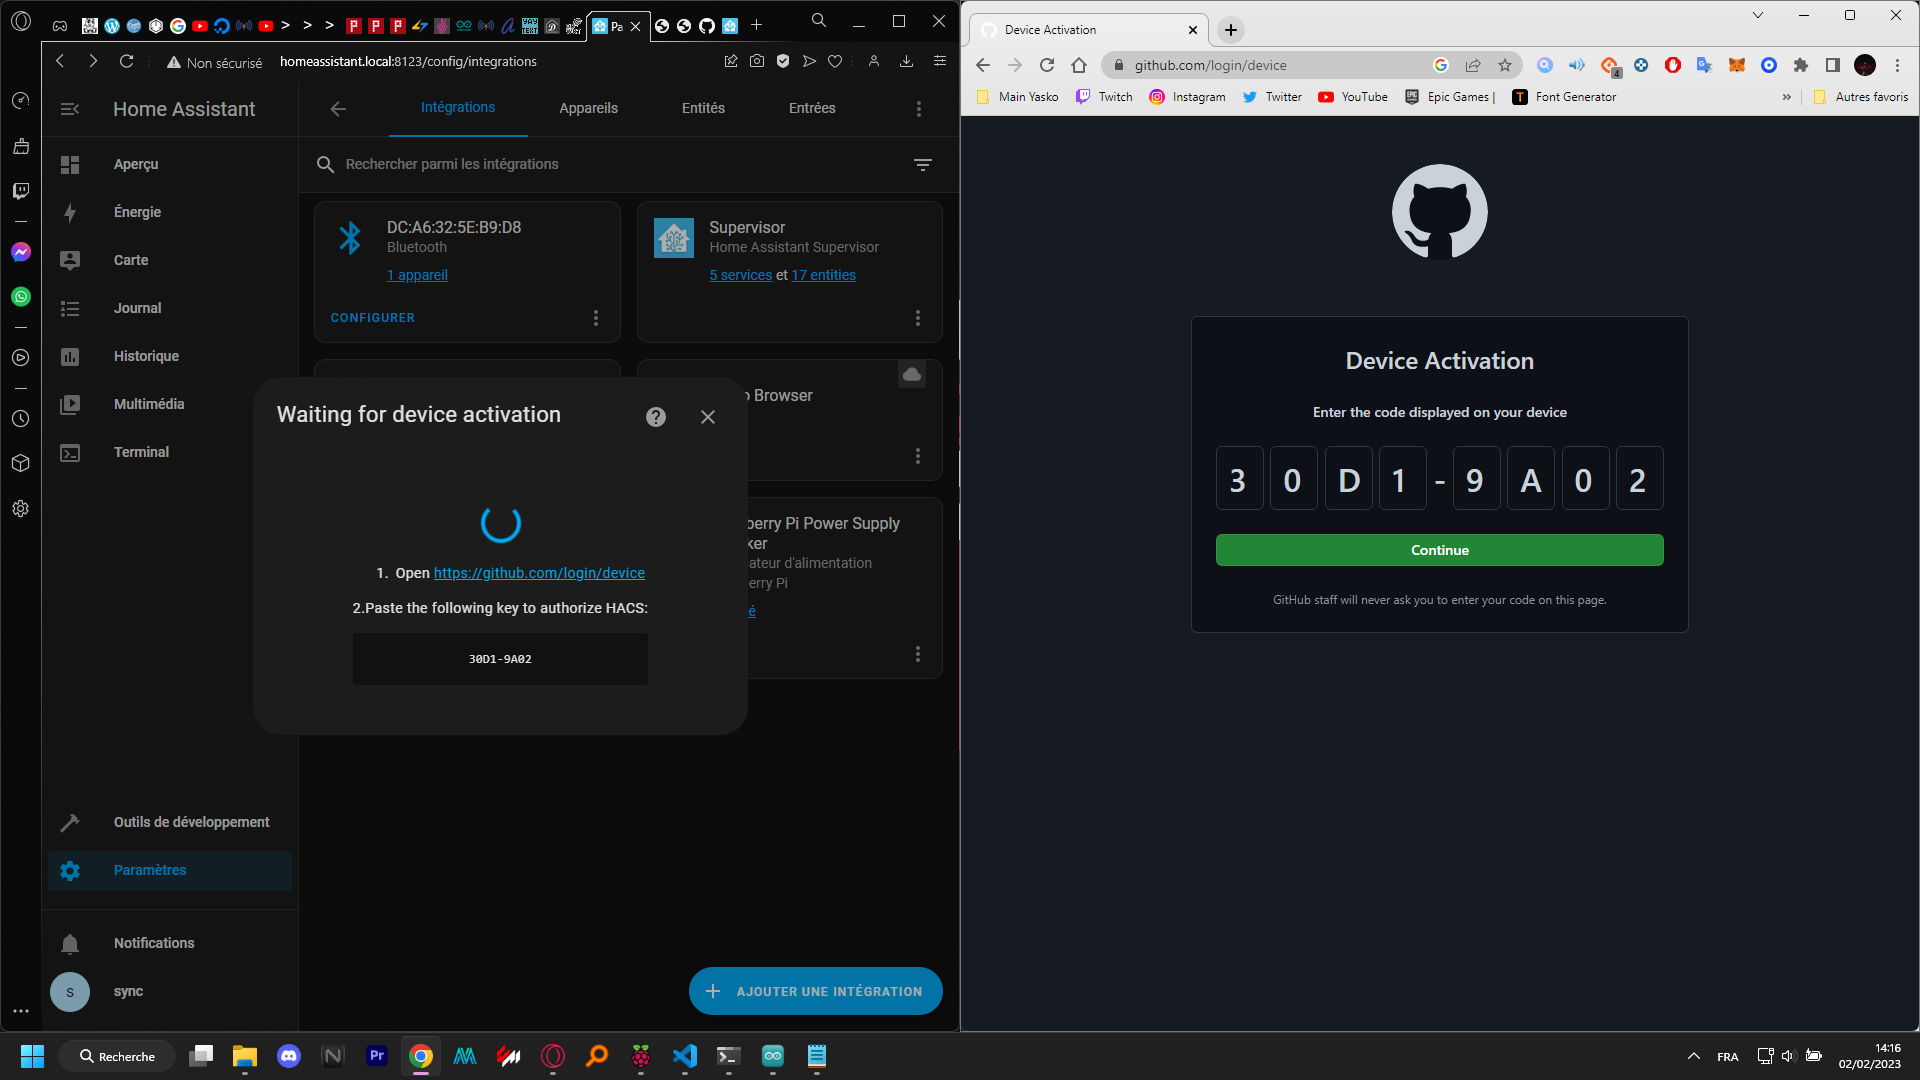 Pa
Non sécurisé
homeassistant.local:8123/config/integrations
Home Assistant
Intégrations
Appareils
Entités
Entrées
Aperçu
Énergie
Carte
Journal
Historique
Multimédia
Terminal
Outils de développement
Paramètres
Notifications
S
sync
Rechercher parmi les intégrations
DC:A6:32:5E:B9:D8
Bluetooth
1 appareil
CONFIGURER
Supervisor
Home Assistant Supervisor
5 services et 17 entities
Browser
berry Pi Power Supply
ker
ateur d'alimentation
erry Pi
é
Waiting for device activation
1. Open https://github.com/login/device
2.Paste the following key to authorize HACS:
30D1-9A02
AJOUTER UNE INTÉGRATION
Device Activation
github.com/login/device
4
Main Yasko
Twitch
Instagram
Twitter
YouTube
Epic Games |
T
Font Generator
»
Autres favoris
Device Activation
Enter the code displayed on your device
3 0 D 1 - 9 A 0 2
Continue
GitHub staff will never ask you to enter your code on this page.
Recherche
N
Pr
FRA
14:16
02/02/2023